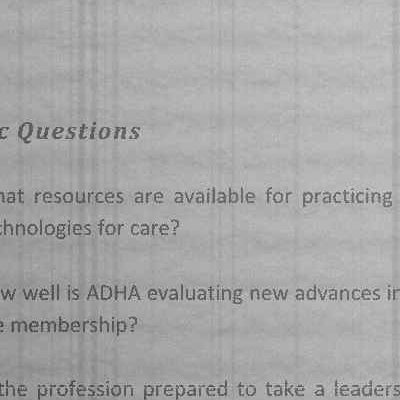 c Questions
hat resources are available for practicing
chnologies for care?
w well is ADHA evaluating new advances in
e membership?
the profession prepared to take a leaders